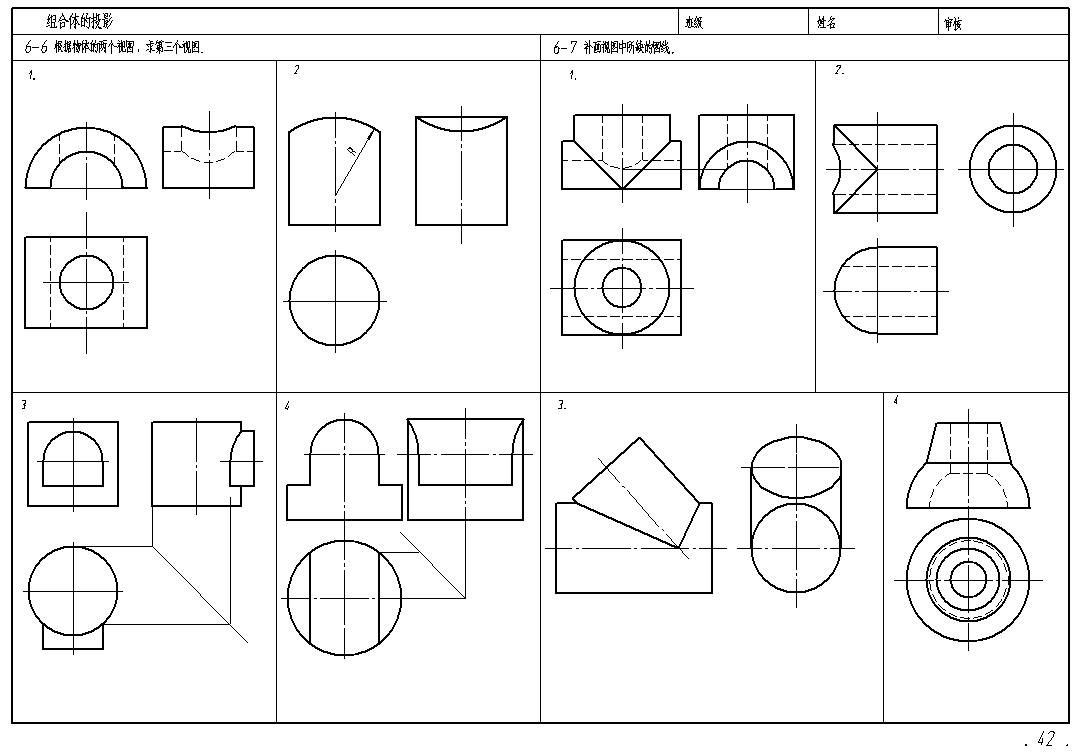 组合体的投影 班级 姓名 审核
6-6 根据物体的两个视图，求第三个视图.
6-7 补画视图中所缺的图线.
1.
2
1.
2.
R
3
4
3.
4
. 42 .